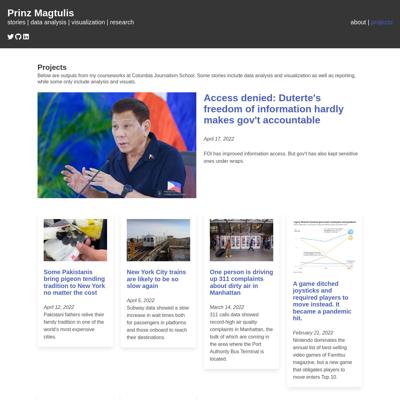 Prinz Magtulis
stories | data analysis | visualization | research
about | projects
Projects
Below are outputs from my courseworks at Columbia Journalism School. Some stories include data analysis and visualization as well as reporting,
while some only include analysis and visuals.
Access denied: Duterte's
freedom of information hardly
makes gov't accountable
April 17, 2022
FOI has improved information access. But gov't has also kept sensitive
ones under wraps.
Some Pakistanis
bring pigeon tending
tradition to New York
no matter the cost
April 12, 2022
Pakistani fathers relive their
family tradition in one of the
world's most expensive
cities.
New York City trains
are likely to be so
slow again
April 5, 2022
Subway data showed a slow
increase in wait times both
for passengers in platforms
and those onboard to reach
their destinations.
One person is driving
up 311 complaints
about dirty air in
Manhattan
March 14, 2022
311 calls data showed
record-high air quality
complaints in Manhattan, the
bulk of which are coming in
the area where the Port
Authority Bus Terminal is
located.
A game ditched
joysticks and
required players to
move instead. It
became a pandemic
hit.
February 21, 2022
Nintendo dominates the
annual list of best-selling
video games of Famitsu
magazine, but a new game
that obligates players to
move enters Top 10.